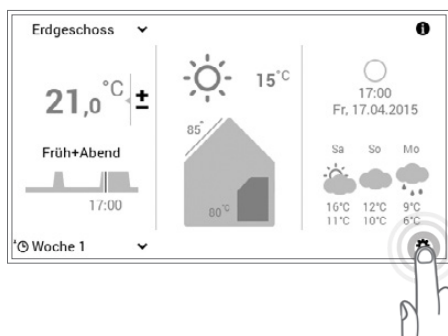 Erdgeschoss
21,0 °C ±
Früh+Abend
17:00
Woche 1
15°C
85°
80°C
17:00
Fr, 17.04.2015
Sa So Mo
16°C 12°C 9°C
11°C 10°C 6°C